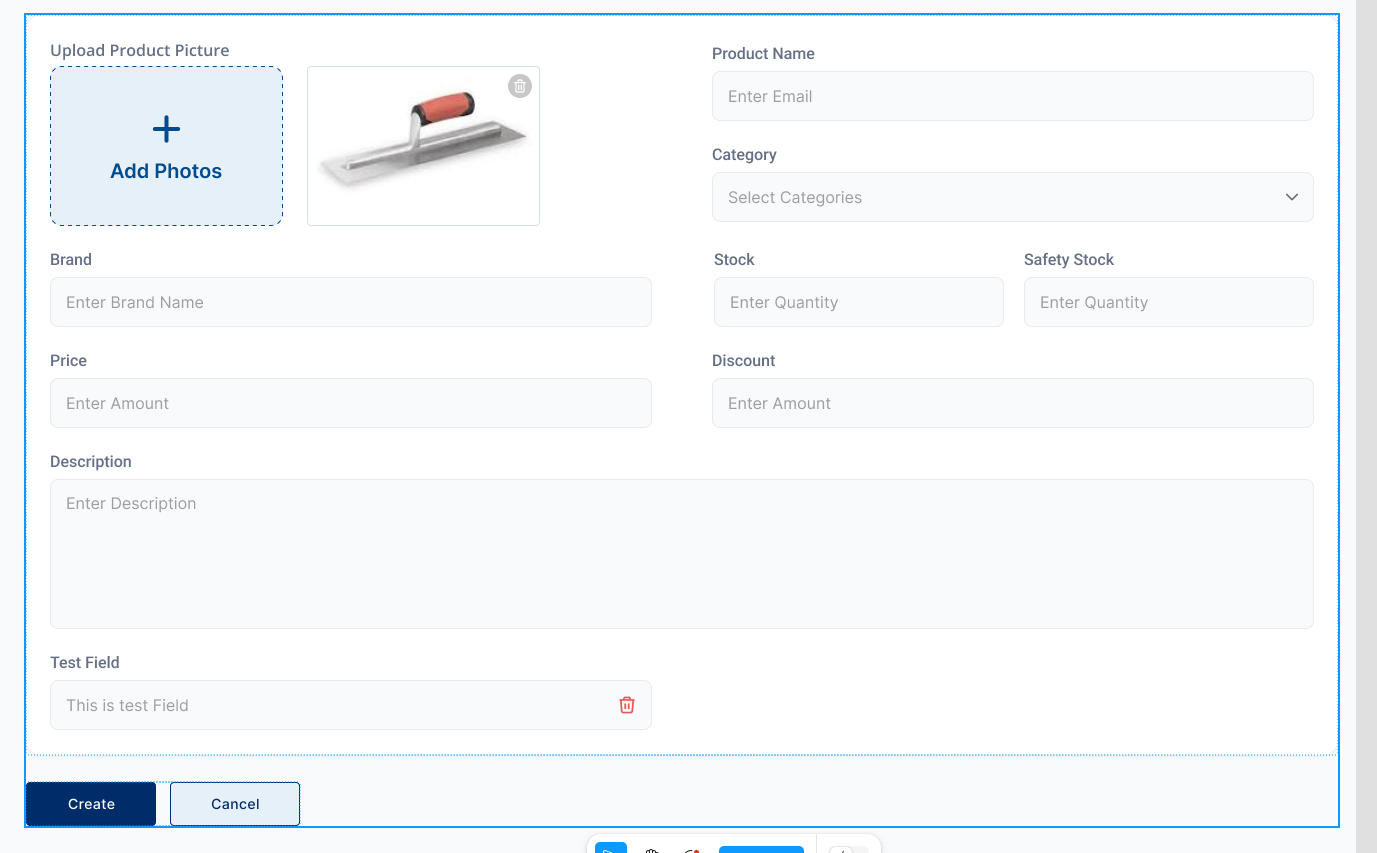 Upload Product Picture
Product Name
Add Photos
Enter Email
Category
Select Categories
Brand
Stock
Safety Stock
Enter Brand Name
Enter Quantity
Enter Quantity
Price
Discount
Enter Amount
Enter Amount
Description
Enter Description
Test Field
This is test Field
Create
Cancel